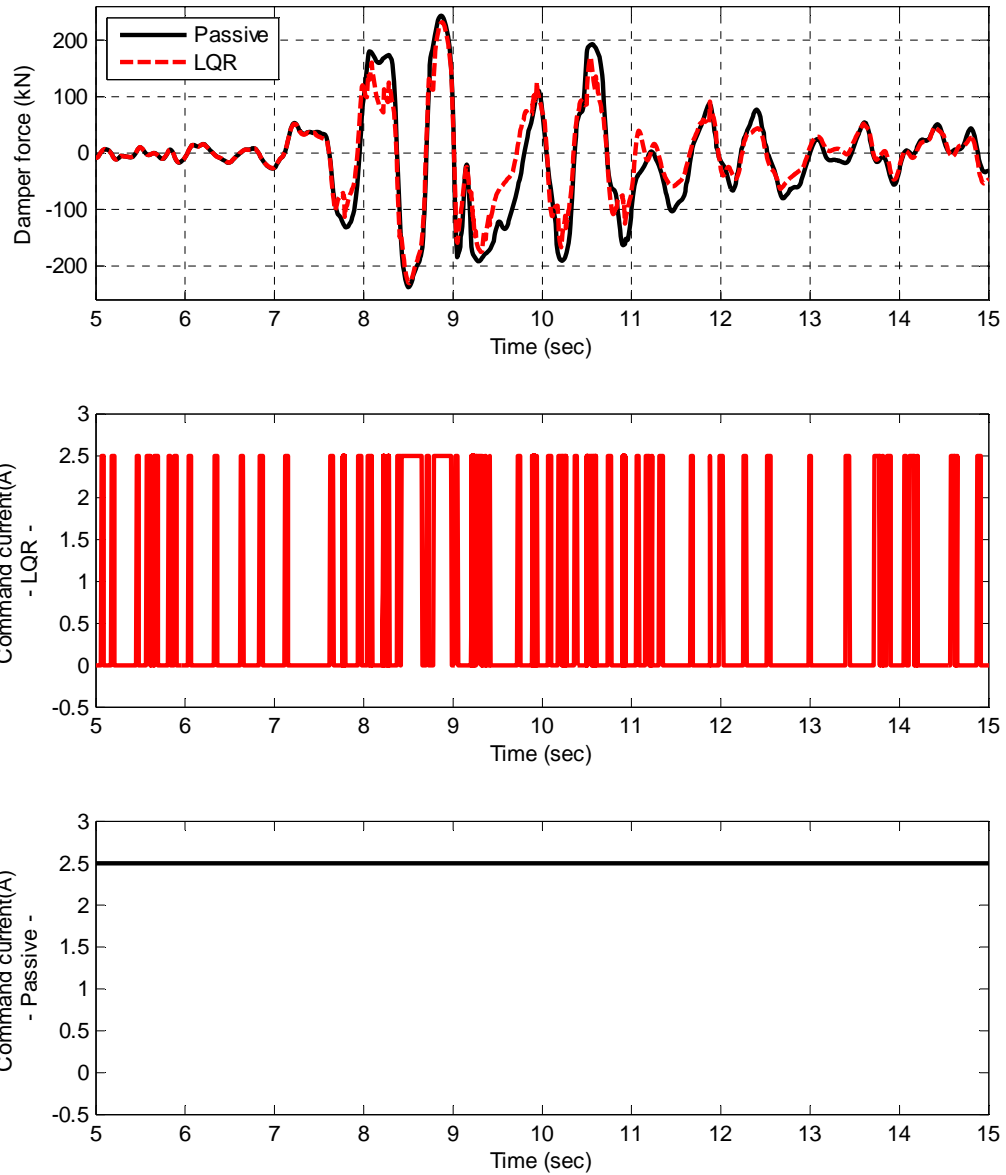 Passive
LQR
Damper force (kN)
200
100
0
-100
-200
5 6 7 8 9 10 11 12 13 14 15
Time (sec)
Command current(A)
- LQR -
3
2.5
2
1.5
1
0.5
0
-0.5
5 6 7 8 9 10 11 12 13 14 15
Time (sec)
Command current(A)
- Passive -
3
2.5
2
1.5
1
0.5
0
-0.5
5 6 7 8 9 10 11 12 13 14 15
Time (sec)